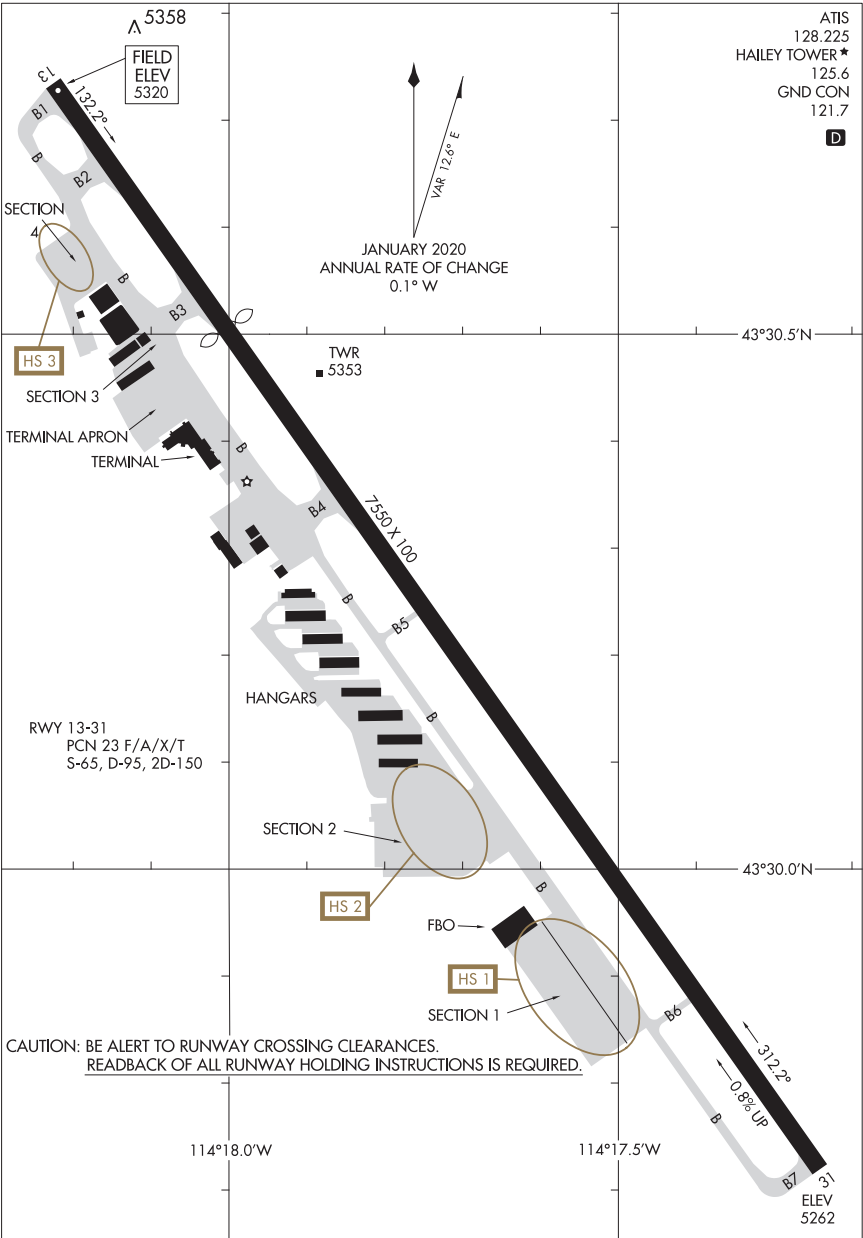 5358
FIELD
ELEV
5320
ATIS
128.225
HAILEY TOWER★
125.6
GND CON
121.7
D
13
132.2°
B1
B
B2
VAR 12.6° E
JANUARY 2020
ANNUAL RATE OF CHANGE
0.1° W
SECTION
4
B
B3
HS 3
43°30.5'N
TWR
5353
SECTION 3
TERMINAL APRON
TERMINAL
B
B4
7550 X 100
B
B5
HANGARS
B
RWY 13-31
PCN 23 F/A/X/T
S-65, D-95, 2D-150
SECTION 2
43°30.0'N
HS 2
B
FBO
HS 1
SECTION 1
B6
CAUTION: BE ALERT TO RUNWAY CROSSING CLEARANCES.
READBACK OF ALL RUNWAY HOLDING INSTRUCTIONS IS REQUIRED.
312.2°
0.8% UP
B
114°18.0'W
114°17.5'W
B7
31
ELEV
5262